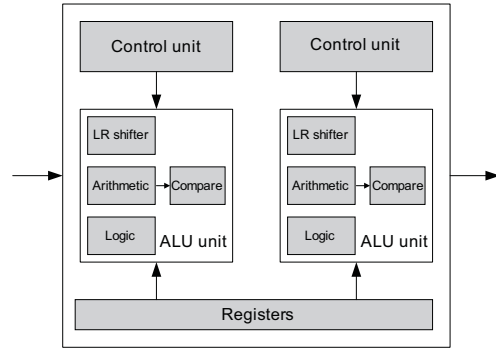 Control unit
Control unit
LR shifter
Arithmetic
Compare
Logic
ALU unit
LR shifter
Arithmetic
Compare
Logic
ALU unit
Registers